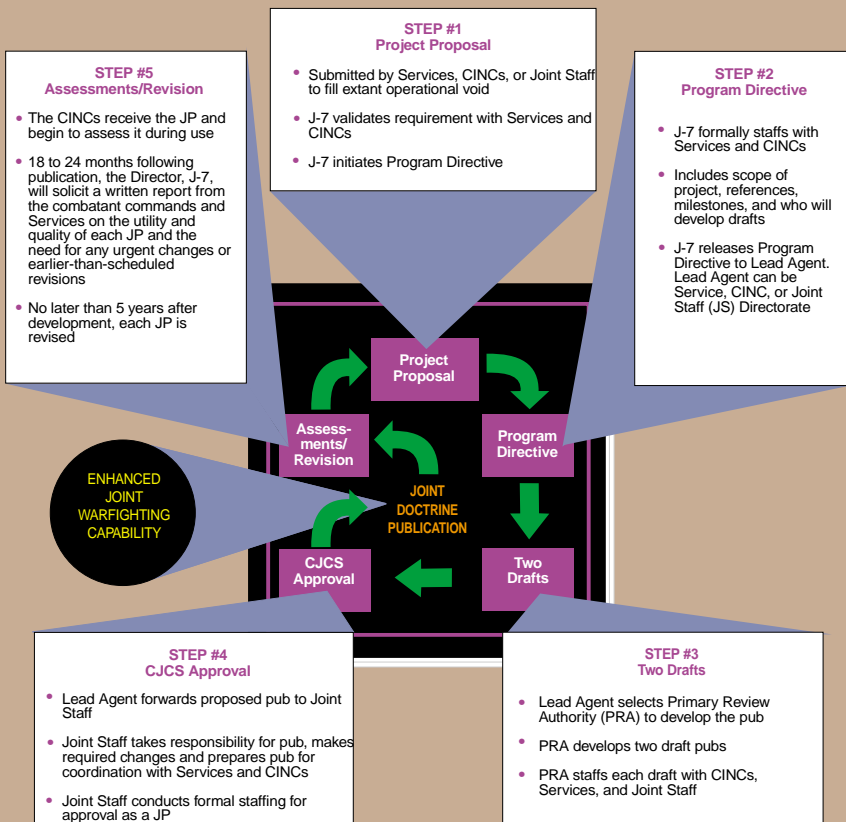 STEP #1
Project Proposal
• Submitted by Services, CINCs, or Joint Staff
to fill extant operational void
• J-7 validates requirement with Services and
CINCs
• J-7 initiates Program Directive
STEP #5
Assessments/Revision
• The CINCs receive the JP and
begin to assess it during use
• 18 to 24 months following
publication, the Director, J-7,
will solicit a written report from
the combatant commands and
Services on the utility and
quality of each JP and the
need for any urgent changes or
earlier-than-scheduled
revisions
• No later than 5 years after
development, each JP is
revised
STEP #2
Program Directive
• J-7 formally staffs with
Services and CINCs
• Includes scope of
project, references,
milestones, and who will
develop drafts
• J-7 releases Program
Directive to Lead Agent.
Lead Agent can be
Service, CINC, or Joint
Staff (JS) Directorate
Project
Proposal
Assess-
ments/
Revision
Program
Directive
ENHANCED
JOINT
WARFIGHTING
CAPABILITY
JOINT
DOCTRINE
PUBLICATION
CJCS
Approval
Two
Drafts
STEP #4
CJCS Approval
• Lead Agent forwards proposed pub to Joint
Staff
• Joint Staff takes responsibility for pub, makes
required changes and prepares pub for
coordination with Services and CINCs
• Joint Staff conducts formal staffing for
approval as a JP
STEP #3
Two Drafts
• Lead Agent selects Primary Review
Authority (PRA) to develop the pub
• PRA develops two draft pubs
• PRA staffs each draft with CINCs,
Services, and Joint Staff